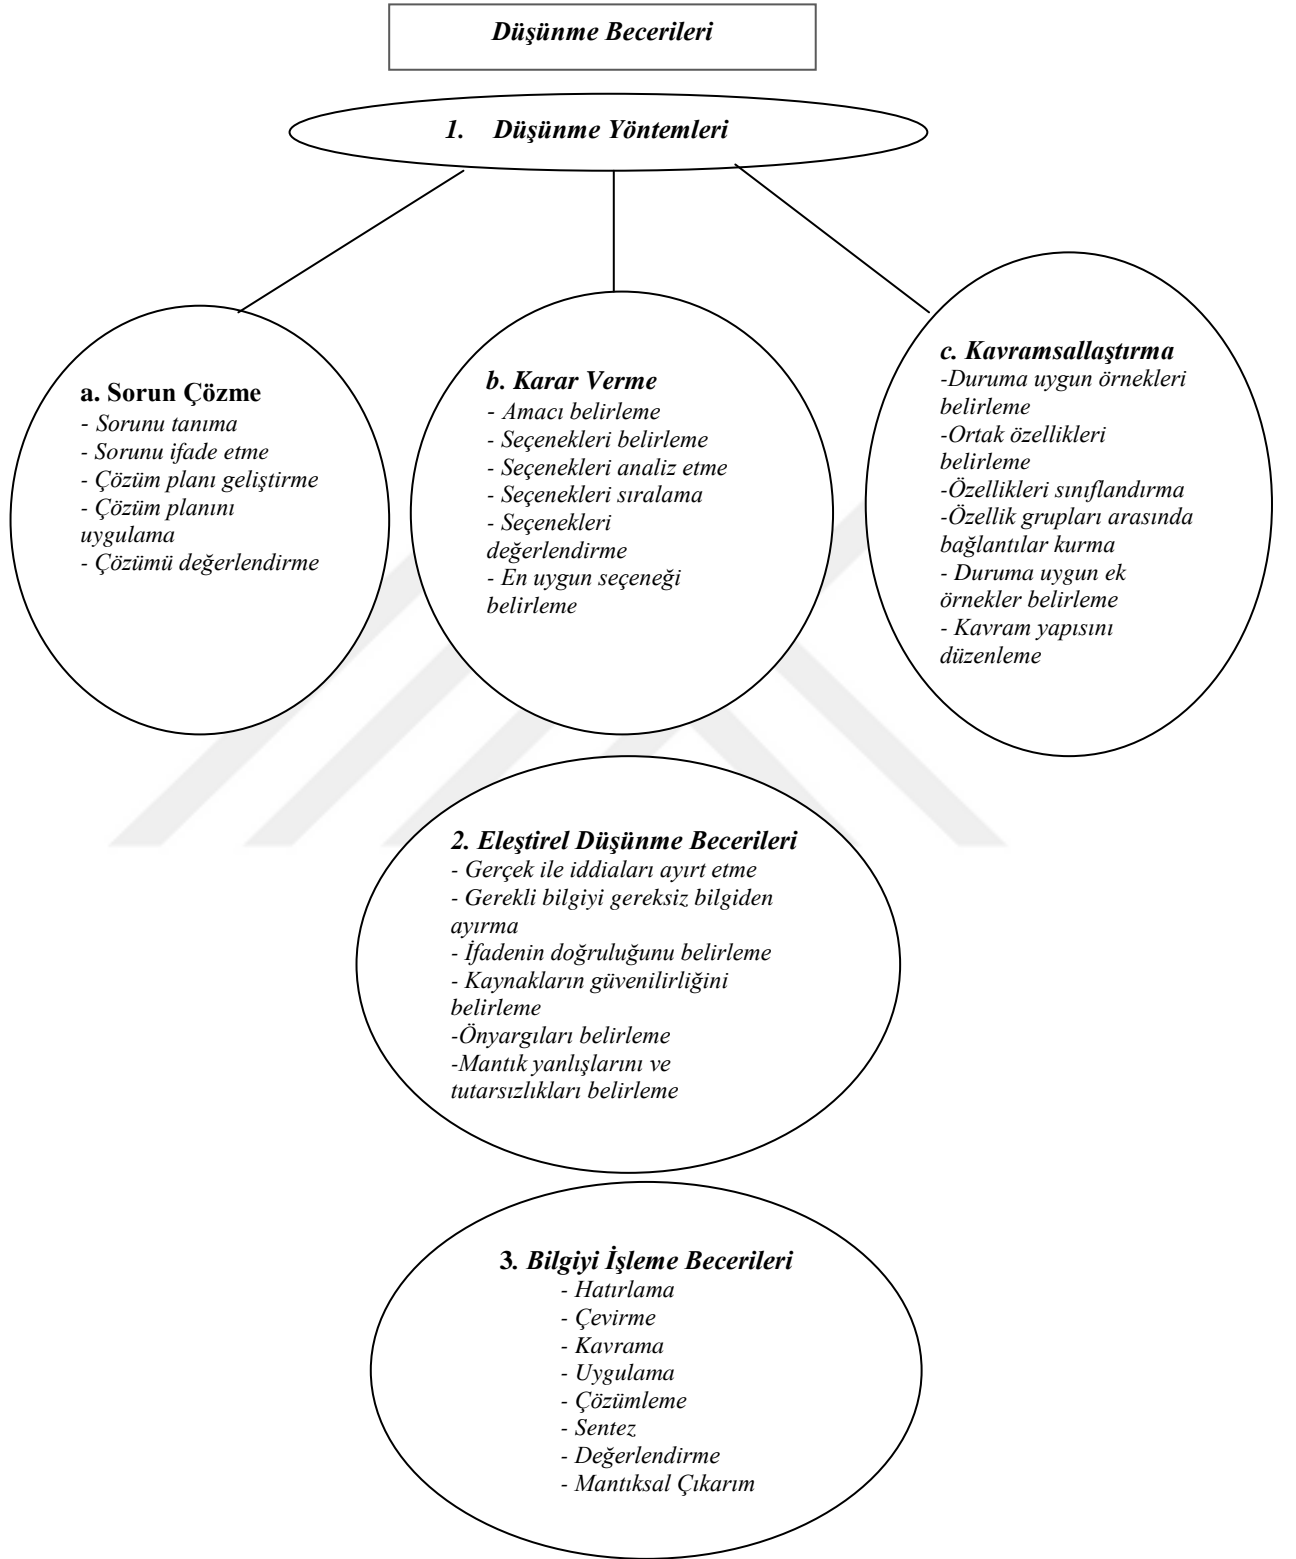 Düşünme Becerileri
1. Düşünme Yöntemleri
a. Sorun Çözme
- Sorunu tanıma
- Sorunu ifade etme
- Çözüm planı geliştirme
- Çözüm planını
uygulama
- Çözümü değerlendirme
b. Karar Verme
- Amacı belirleme
- Seçenekleri belirleme
- Seçenekleri analiz etme
- Seçenekleri sıralama
- Seçenekleri
değerlendirme
- En uygun seçeneği
belirleme
c. Kavramsallaştırma
-Duruma uygun örnekleri
belirleme
-Ortak özellikleri
belirleme
-Özellikleri sınıflandırma
-Özellik grupları arasında
bağlantılar kurma
- Duruma uygun ek
örnekler belirleme
- Kavram yapısını
düzenleme
2. Eleştirel Düşünme Becerileri
- Gerçek ile iddiaları ayırt etme
- Gerekli bilgiyi gereksiz bilgiden
ayırma
- İfadenin doğruluğunu belirleme
- Kaynakların güvenilirliğini
belirleme
-Önyargıları belirleme
-Mantık yanlışlarını ve
tutarsızlıkları belirleme
3. Bilgiyi İşleme Becerileri
- Hatırlama
- Çevirme
- Kavrama
- Uygulama
- Çözümleme
- Sentez
- Değerlendirme
- Mantıksal Çıkarım